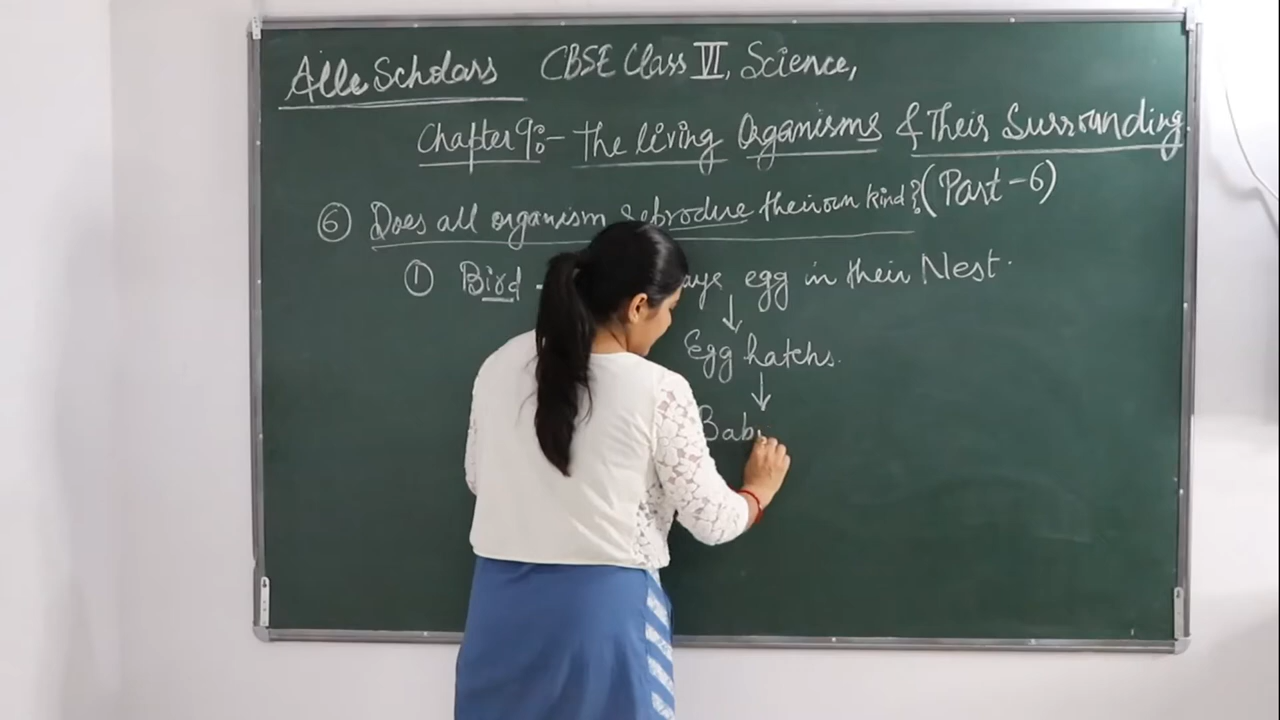 Alle Scholars CBSE Class VI, Science,
Chapter 9:- The living Organisms & Their Surrounding
⑥ Does all organism reproduce their own kind? (Part-6)
① Bird - egg in their Nest.
↓
Egg hatchs.
↓
Bab